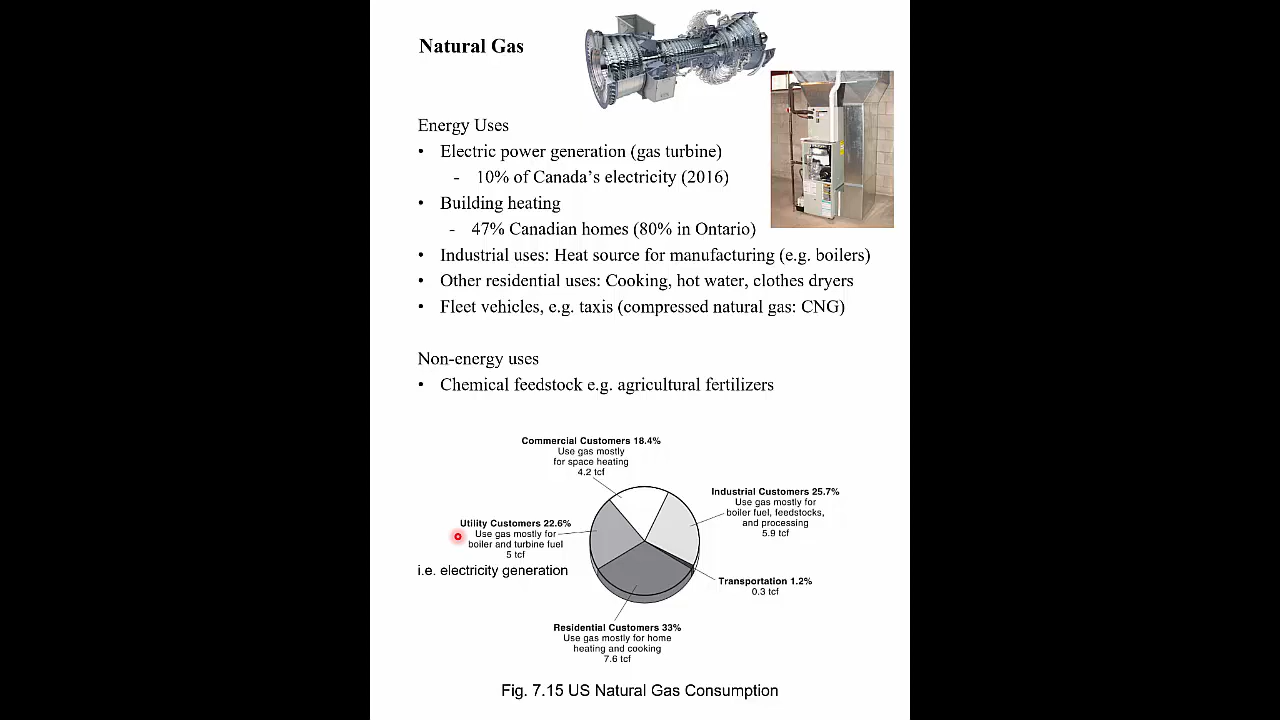 Natural Gas
Energy Uses
• Electric power generation (gas turbine)
- 10% of Canada’s electricity (2016)
• Building heating
- 47% Canadian homes (80% in Ontario)
• Industrial uses: Heat source for manufacturing (e.g. boilers)
• Other residential uses: Cooking, hot water, clothes dryers
• Fleet vehicles, e.g. taxis (compressed natural gas: CNG)
Non-energy uses
• Chemical feedstock e.g. agricultural fertilizers
Commercial Customers 18.4%
Use gas mostly
for space heating
4.2 tcf
Industrial Customers 25.7%
Use gas mostly for
boiler fuel, feedstocks,
and processing
5.9 tcf
Utility Customers 22.6%
Use gas mostly for
boiler and turbine fuel
5 tcf
i.e. electricity generation
Transportation 1.2%
0.3 tcf
Residential Customers 33%
Use gas mostly for home
heating and cooking
7.6 tcf
Fig. 7.15 US Natural Gas Consumption